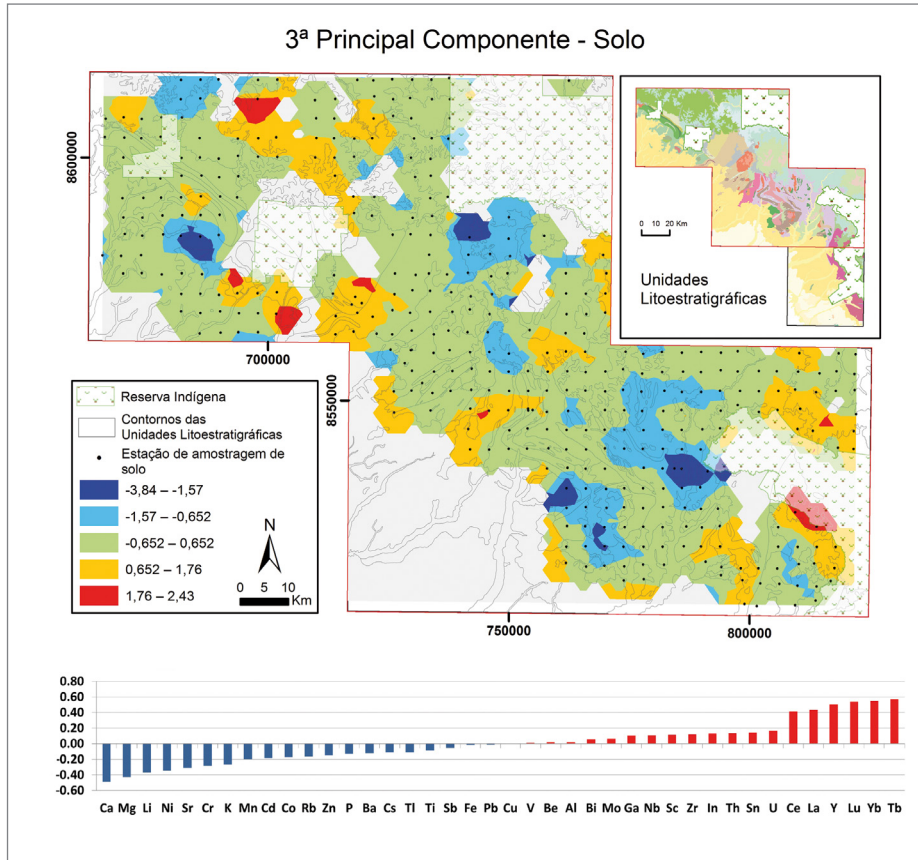 3ª Principal Componente - Solo
8600000
700000
8550000
750000
800000
0 10 20 Km
Unidades
Litoestratigráficas
Reserva Indígena
Contornos das
Unidades Litoestratigráficas
Estação de amostragem de
solo
-3,84 – -1,57
-1,57 – -0,652
-0,652 – 0,652
0,652 – 1,76
1,76 – 2,43
N
0 10
Km
0.80
0.60
0.40
0.20
0.00
-0.20
-0.40
-0.60
Ca Mg Li Ni Sr Cr K Mn Cd Co Rb Zn P Ba Cs Tl Ti Sb Fe Pb Cu V Be Al Bi Mo Ga Nb Sc Zr In Th Sn U Ce La Y Lu Yb Tb